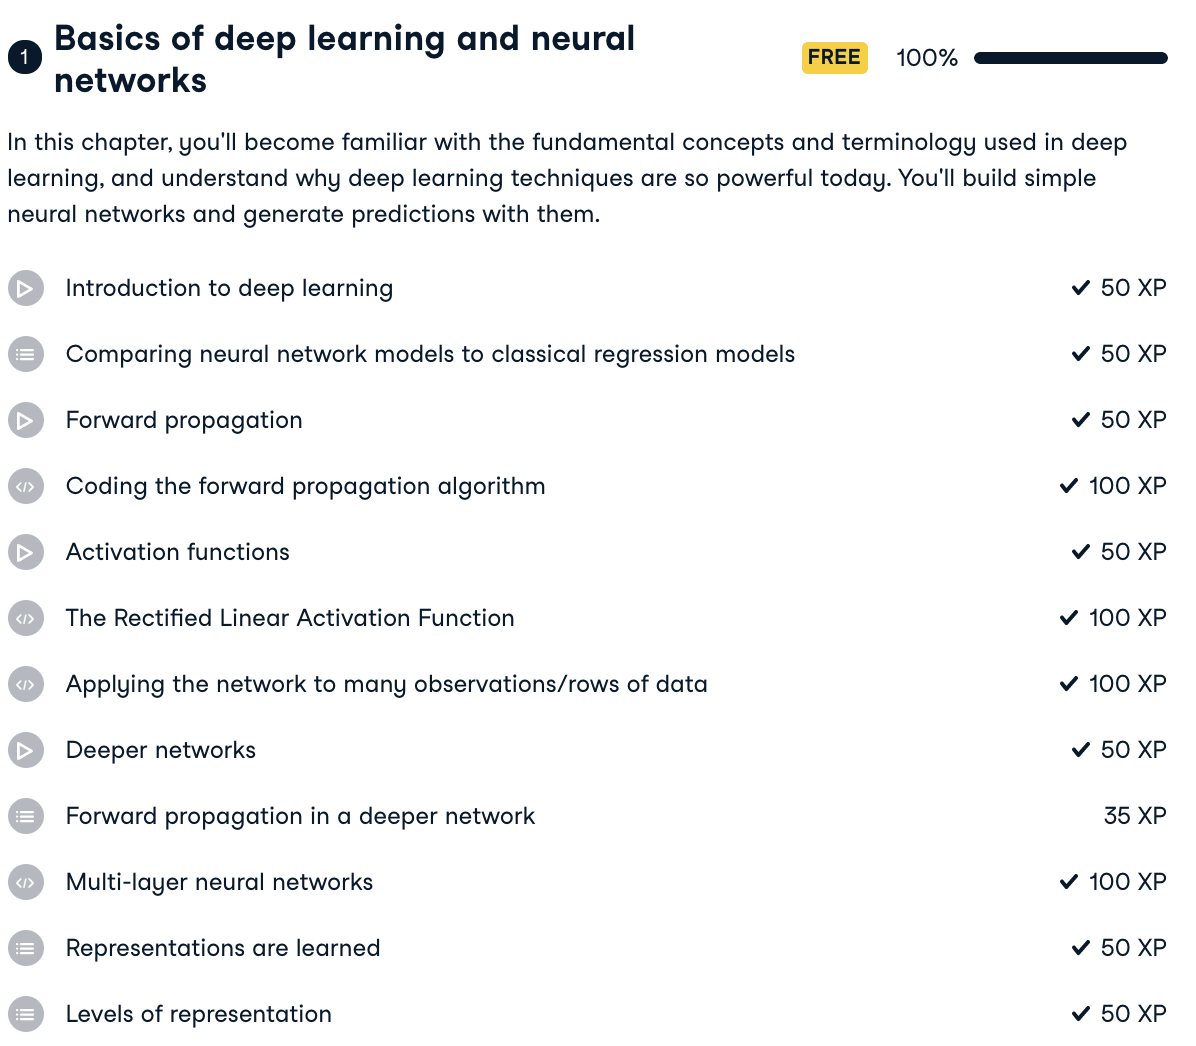 1
Basics of deep learning and neural
networks
FREE
100%
In this chapter, you'll become familiar with the fundamental concepts and terminology used in deep
learning, and understand why deep learning techniques are so powerful today. You'll build simple
neural networks and generate predictions with them.
Introduction to deep learning 50 XP
Comparing neural network models to classical regression models 50 XP
Forward propagation 50 XP
Coding the forward propagation algorithm 100 XP
Activation functions 50 XP
The Rectified Linear Activation Function 100 XP
Applying the network to many observations/rows of data 100 XP
Deeper networks 50 XP
Forward propagation in a deeper network 35 XP
Multi-layer neural networks 100 XP
Representations are learned 50 XP
Levels of representation 50 XP